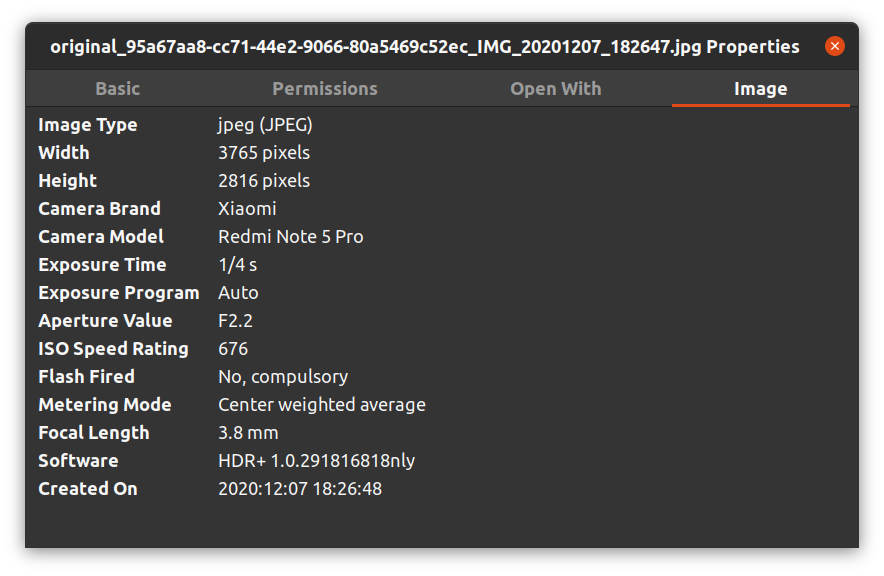 original_95a67aa8-cc71-44e2-9066-80a5469c52ec_IMG_20201207_182647.jpg Properties
Basic Permissions Open With Image
Image Type jpeg (JPEG)
Width 3765 pixels
Height 2816 pixels
Camera Brand Xiaomi
Camera Model Redmi Note 5 Pro
Exposure Time 1/4 s
Exposure Program Auto
Aperture Value F2.2
ISO Speed Rating 676
Flash Fired No, compulsory
Metering Mode Center weighted average
Focal Length 3.8 mm
Software HDR+ 1.0.291816818nly
Created On 2020:12:07 18:26:48